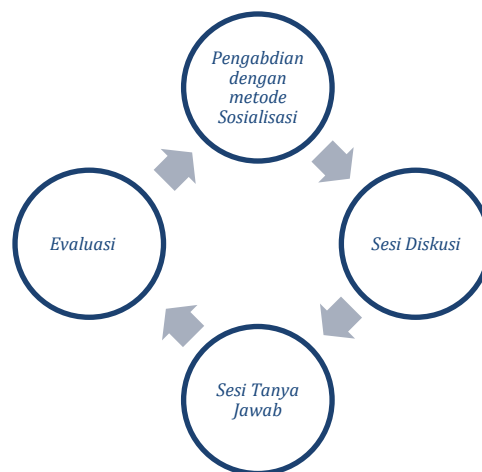 Pengabdian
dengan
metode
Sosialisasi
Sesi Diskusi
Sesi Tanya
Jawab
Evaluasi